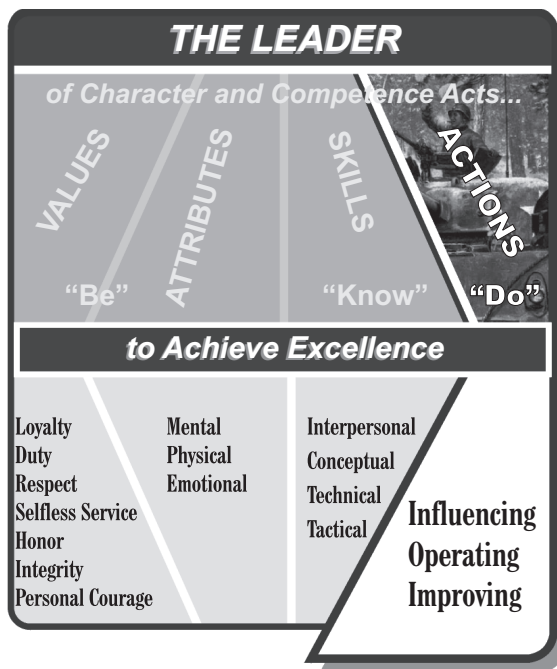 THE LEADER
of Character and Competence Acts...
VALUES
ATTRIBUTES
SKILLS
ACTIONS
“Be”
“Know”
“Do”
to Achieve Excellence
Loyalty
Duty
Respect
Selfless Service
Honor
Integrity
Personal Courage
Mental
Physical
Emotional
Interpersonal
Conceptual
Technical
Tactical
Influencing
Operating
Improving